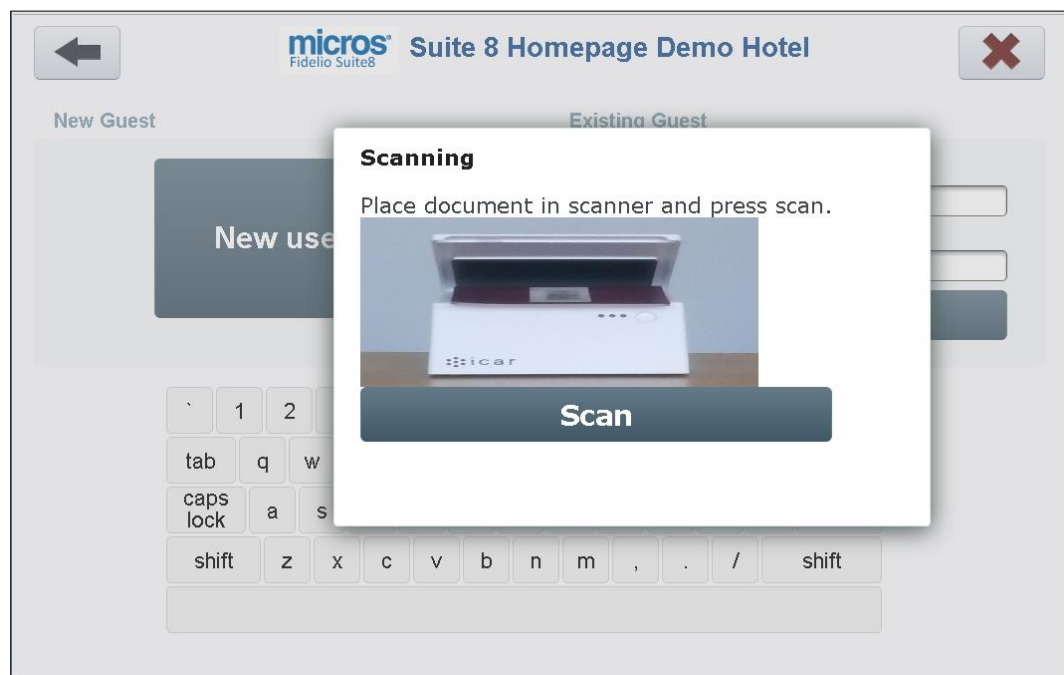 micros®
Fidelio Suite8
Suite 8 Homepage Demo Hotel
New Guest
Existing Guest
New use
Scanning
Place document in scanner and press scan.
icar
Scan
` 1 2
tab q w
caps lock a s
shift z x c v b n m , . / shift